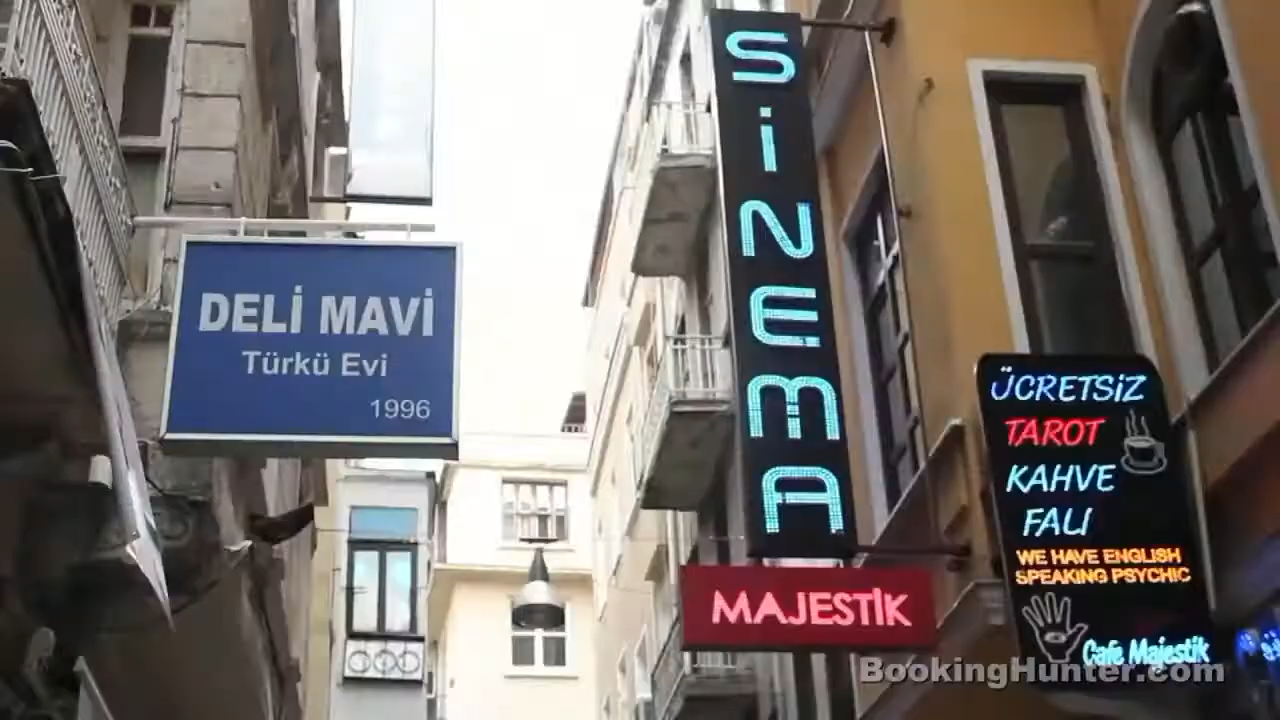 DELİ MAVİ
Türkü Evi
1996
SİNEMA
MAJESTİK
ÜCRETSİZ
TAROT
KAHVE
FALI
WE HAVE ENGLISH
SPEAKING PSYCHIC
Cafe Majestik
BookingHunter.com